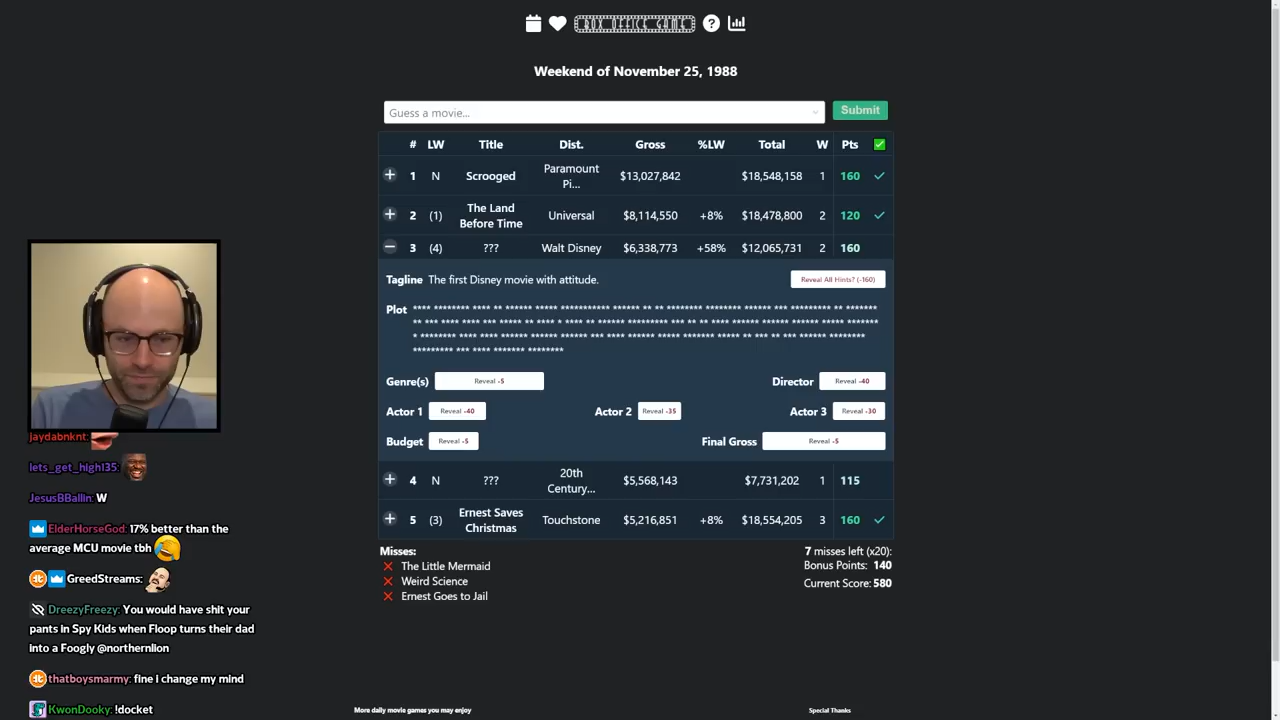 BOX OFFICE GAME
Weekend of November 25, 1988
Guess a movie...
Submit
# LW Title Dist. Gross %LW Total W Pts
1 N Scrooged Paramount Pi... $13,027,842 $18,548,158 1 160
2 (1) The Land Before Time Universal $8,114,550 +8% $18,478,800 2 120
3 (4) ??? Walt Disney $6,338,773 +58% $12,065,731 2 160
Tagline The first Disney movie with attitude.
Reveal All Hints? (-160)
Plot
Genre(s) Reveal -5
Director Reveal -40
Actor 1 Reveal -40
Actor 2 Reveal -35
Actor 3 Reveal -30
Budget Reveal -5
Final Gross Reveal -5
4 N ??? 20th Century... $5,568,143 $7,731,202 1 115
5 (3) Ernest Saves Christmas Touchstone $5,216,851 +8% $18,554,205 3 160
Misses:
The Little Mermaid
Weird Science
Ernest Goes to Jail
7 misses left (x20):
Bonus Points: 140
Current Score: 580
jaydabnknt:
lets_get_high135:
JesusBBallin: W
ElderHorseGod: 17% better than the
average MCU movie tbh
GreedStreams:
DreezyFreezy: You would have shit your
pants in Spy Kids when Floop turns their dad
into a Foogly @northernlion
thatboysmarmy: fine i change my mind
KwonDooky: !docket
More daily movie games you may enjoy
Special Thanks